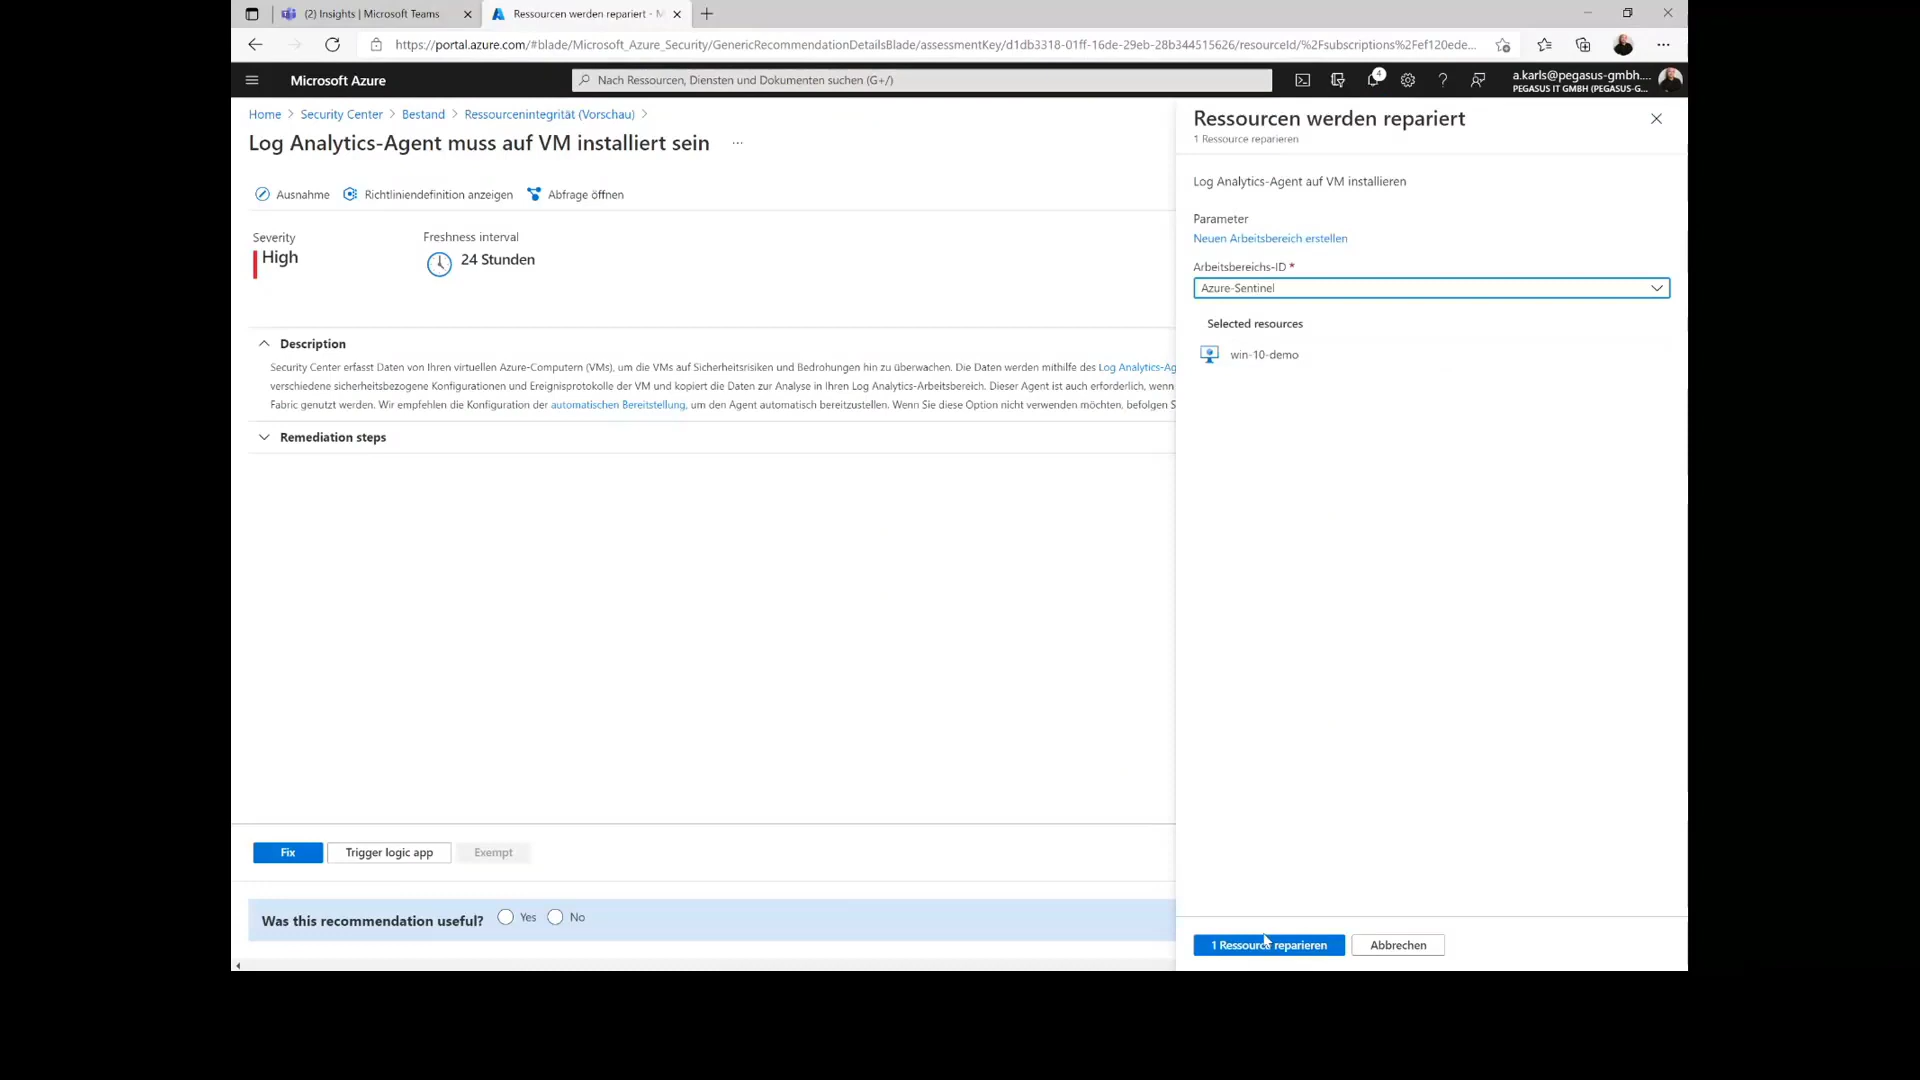 (2) Insights | Microsoft Teams
Ressourcen werden repariert - M
https://portal.azure.com/#blade/Microsoft_Azure_Security/GenericRecommendationDetailsBlade/assessmentKey/d1db3318-01ff-16de-29eb-28b344515626/resourceId/%2Fsubscriptions%2Fef120ede...
Microsoft Azure
Nach Ressourcen, Diensten und Dokumenten suchen (G+/)
4
a.karls@pegasus-gmbh....
PEGASUS IT GMBH (PEGASUS-G...
Home > Security Center > Bestand > Ressourcenintegrität (Vorschau) >
Log Analytics-Agent muss auf VM installiert sein ...
Ausnahme Richtliniendefinition anzeigen Abfrage öffnen
Severity
High
Freshness interval
24 Stunden
Description
Security Center erfasst Daten von Ihren virtuellen Azure-Computern (VMs), um die VMs auf Sicherheitsrisiken und Bedrohungen hin zu überwachen. Die Daten werden mithilfe des Log Analytics-Ag
verschiedene sicherheitsbezogene Konfigurationen und Ereignisprotokolle der VM und kopiert die Daten zur Analyse in Ihren Log Analytics-Arbeitsbereich. Dieser Agent ist auch erforderlich, wenn
Fabric genutzt werden. Wir empfehlen die Konfiguration der automatischen Bereitstellung, um den Agent automatisch bereitzustellen. Wenn Sie diese Option nicht verwenden möchten, befolgen S
Remediation steps
Fix Trigger logic app Exempt
Was this recommendation useful? Yes No
Ressourcen werden repariert
1 Ressource reparieren
Log Analytics-Agent auf VM installieren
Parameter
Neuen Arbeitsbereich erstellen
Arbeitsbereichs-ID *
Azure-Sentinel
Selected resources
win-10-demo
1 Ressource reparieren Abbrechen